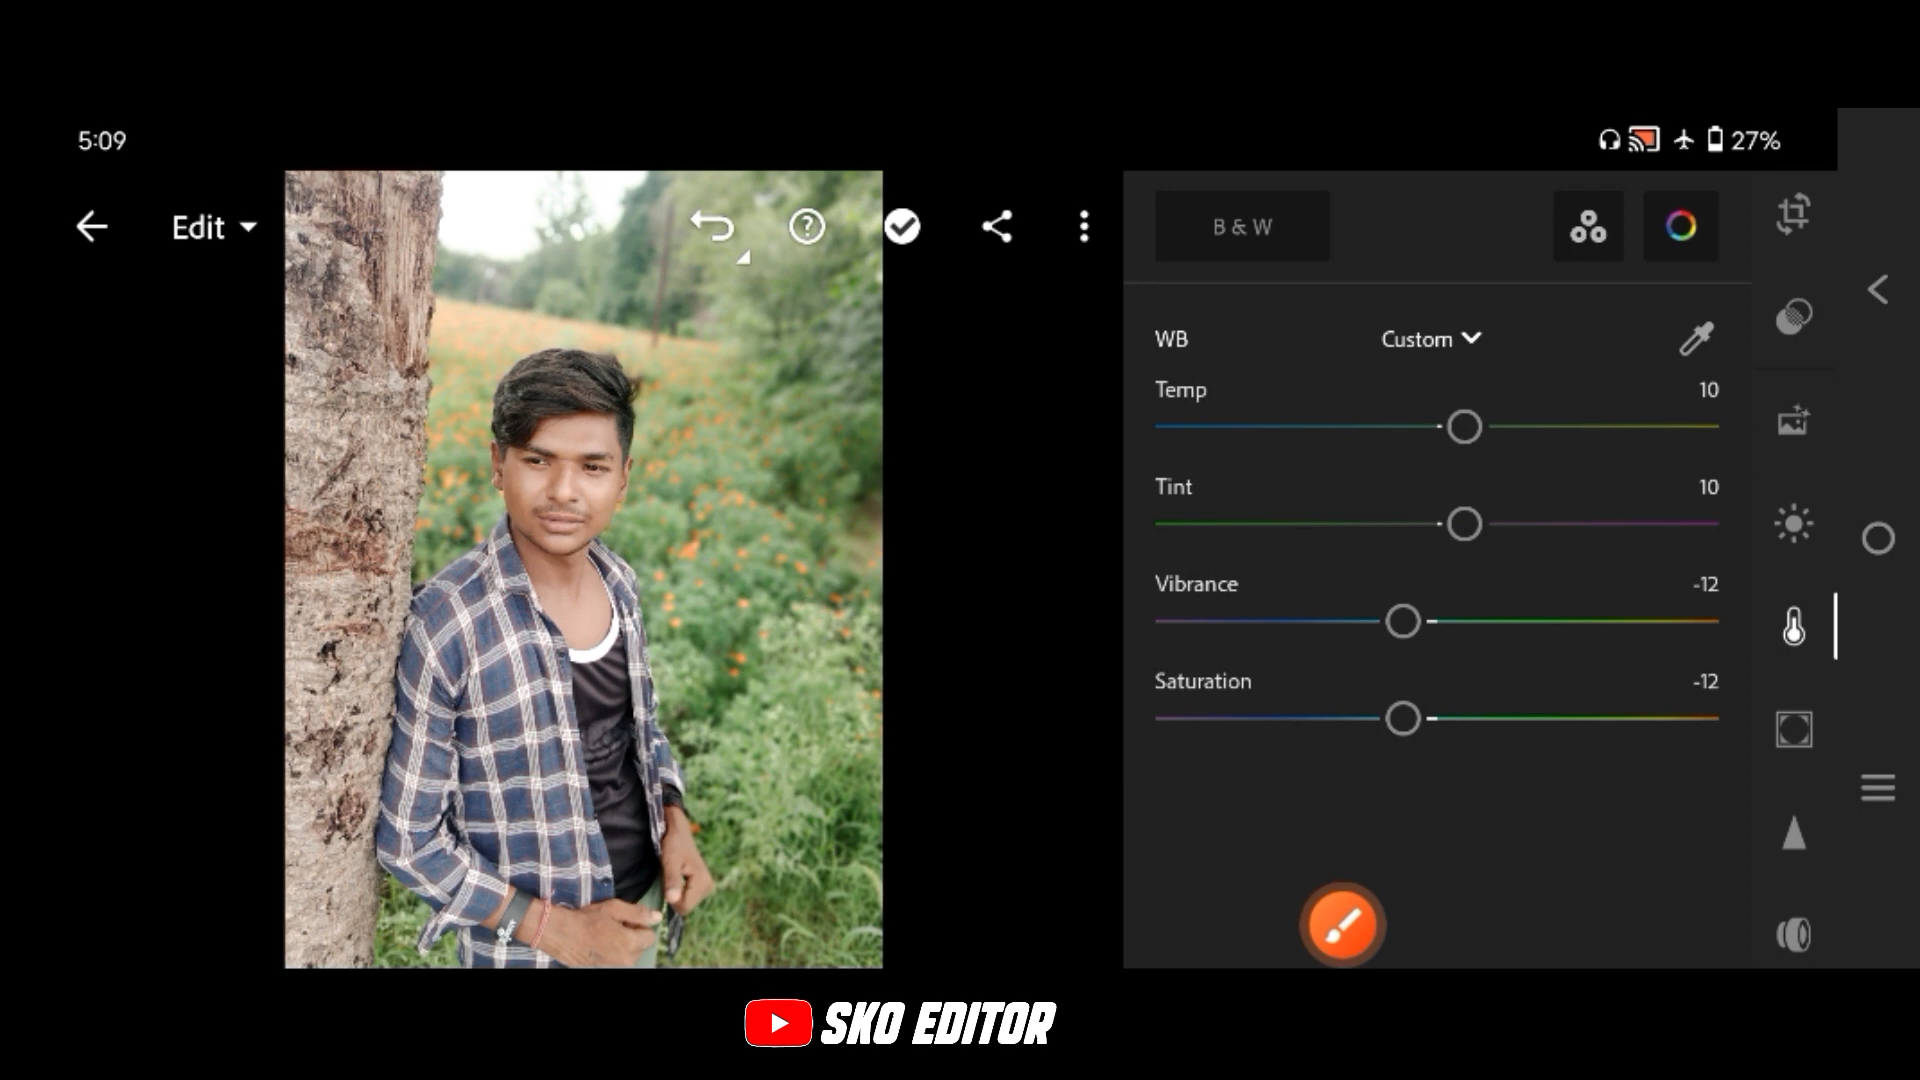 5:09
27%
Edit
B & W
WB
Custom
Temp
10
Tint
10
Vibrance
-12
Saturation
-12
SKO EDITOR